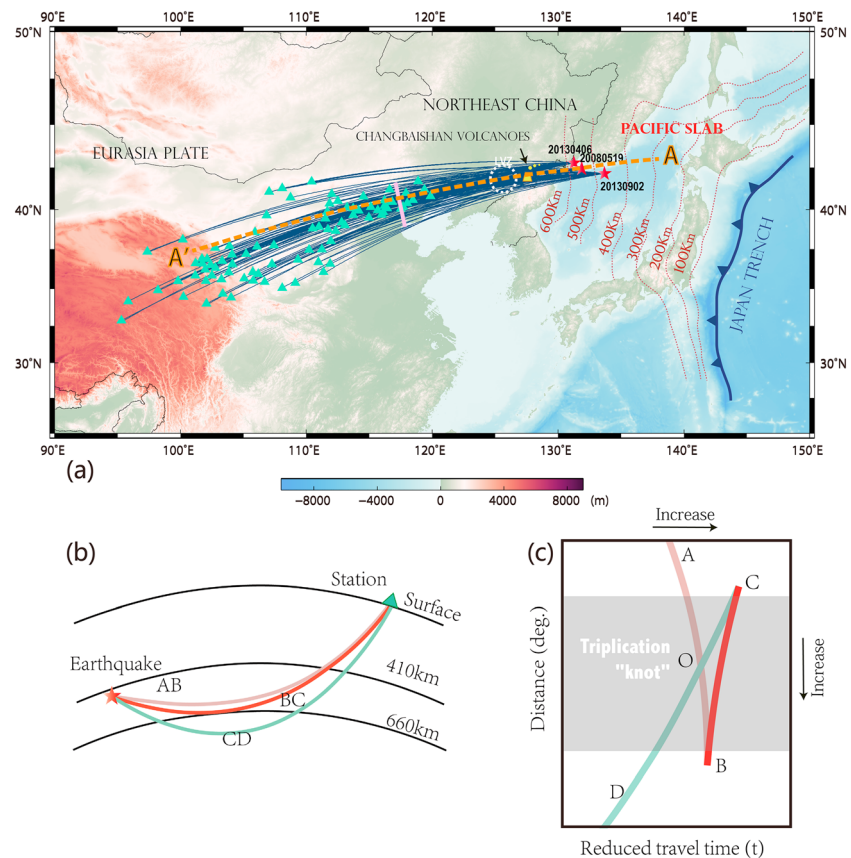 90°E 100°E 110°E 120°E 130°E 140°E 150°E
50°N 50°N
NORTHEAST CHINA
PACIFIC SLAB
CHANGBAISHAN VOLCANOES
20130406
EURASIA PLATE
LVZ
20080519
A
20130902
40°N 40°N
A'
600Km
500Km
400Km
300Km
200Km
100Km
JAPAN TRENCH
30°N 30°N
90°E 100°E 110°E 120°E 130°E 140°E 150°E
(a)
−8000 −4000 0 4000 8000 (m)
(b)
Station
Surface
Earthquake
410km
AB
BC
660km
CD
(c)
Increase
A
C
Triplication
"knot"
O
B
D
Distance (deg.)
Increase
Reduced travel time (t)